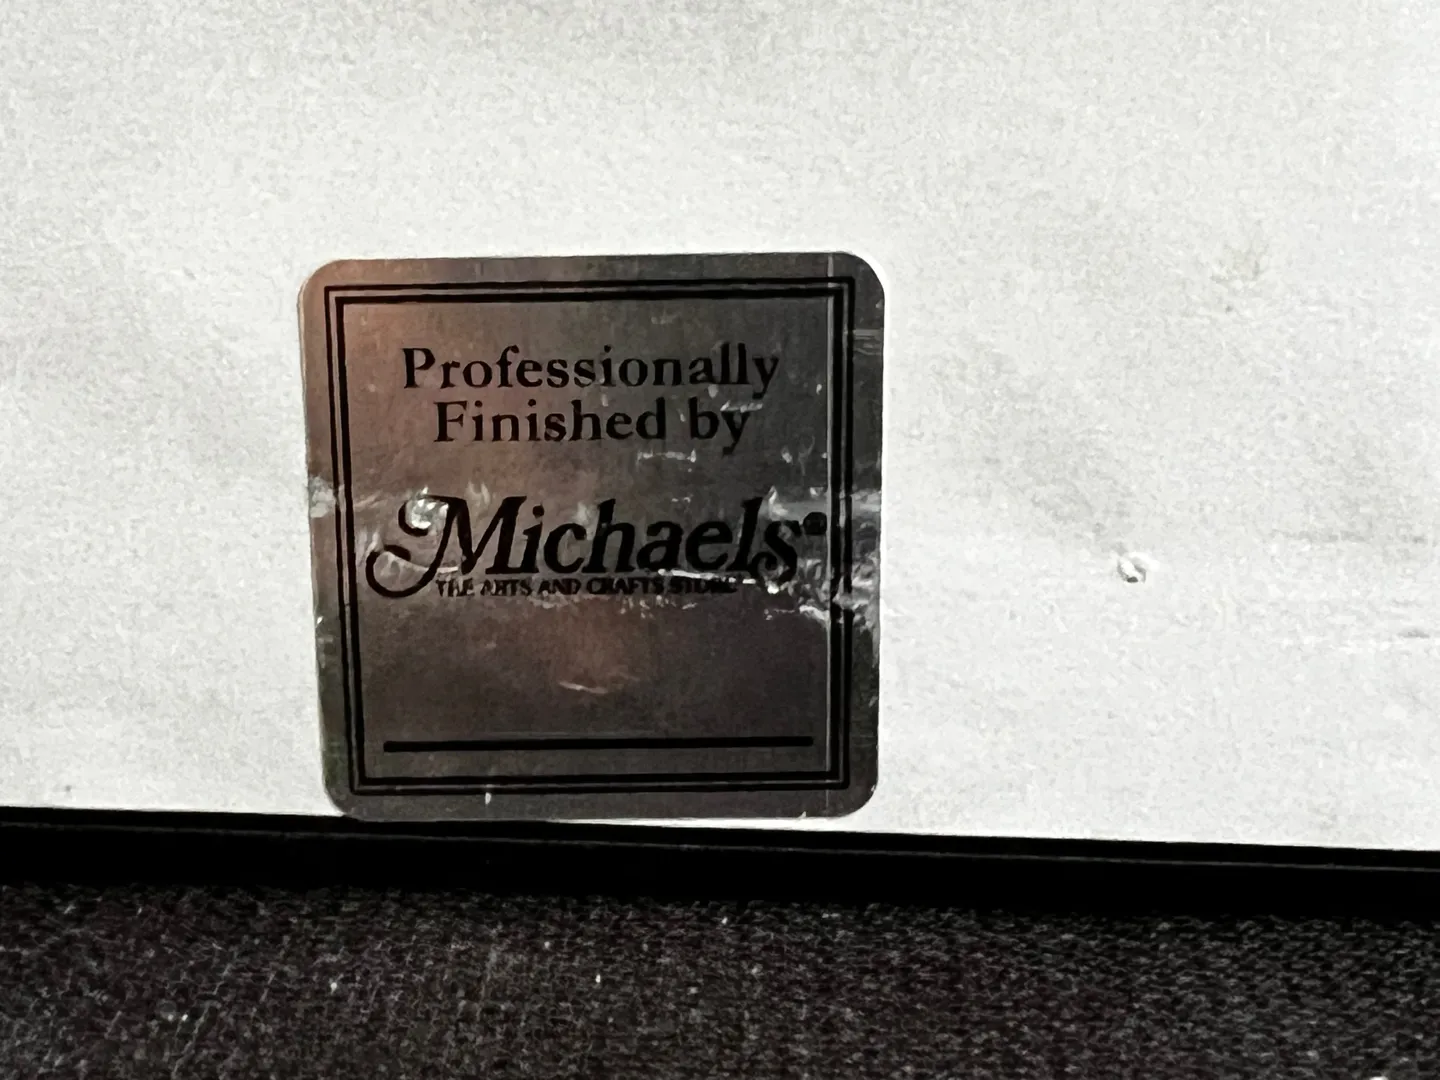 Professionally
Finished by
Michaels®
THE ARTS AND CRAFTS STORE